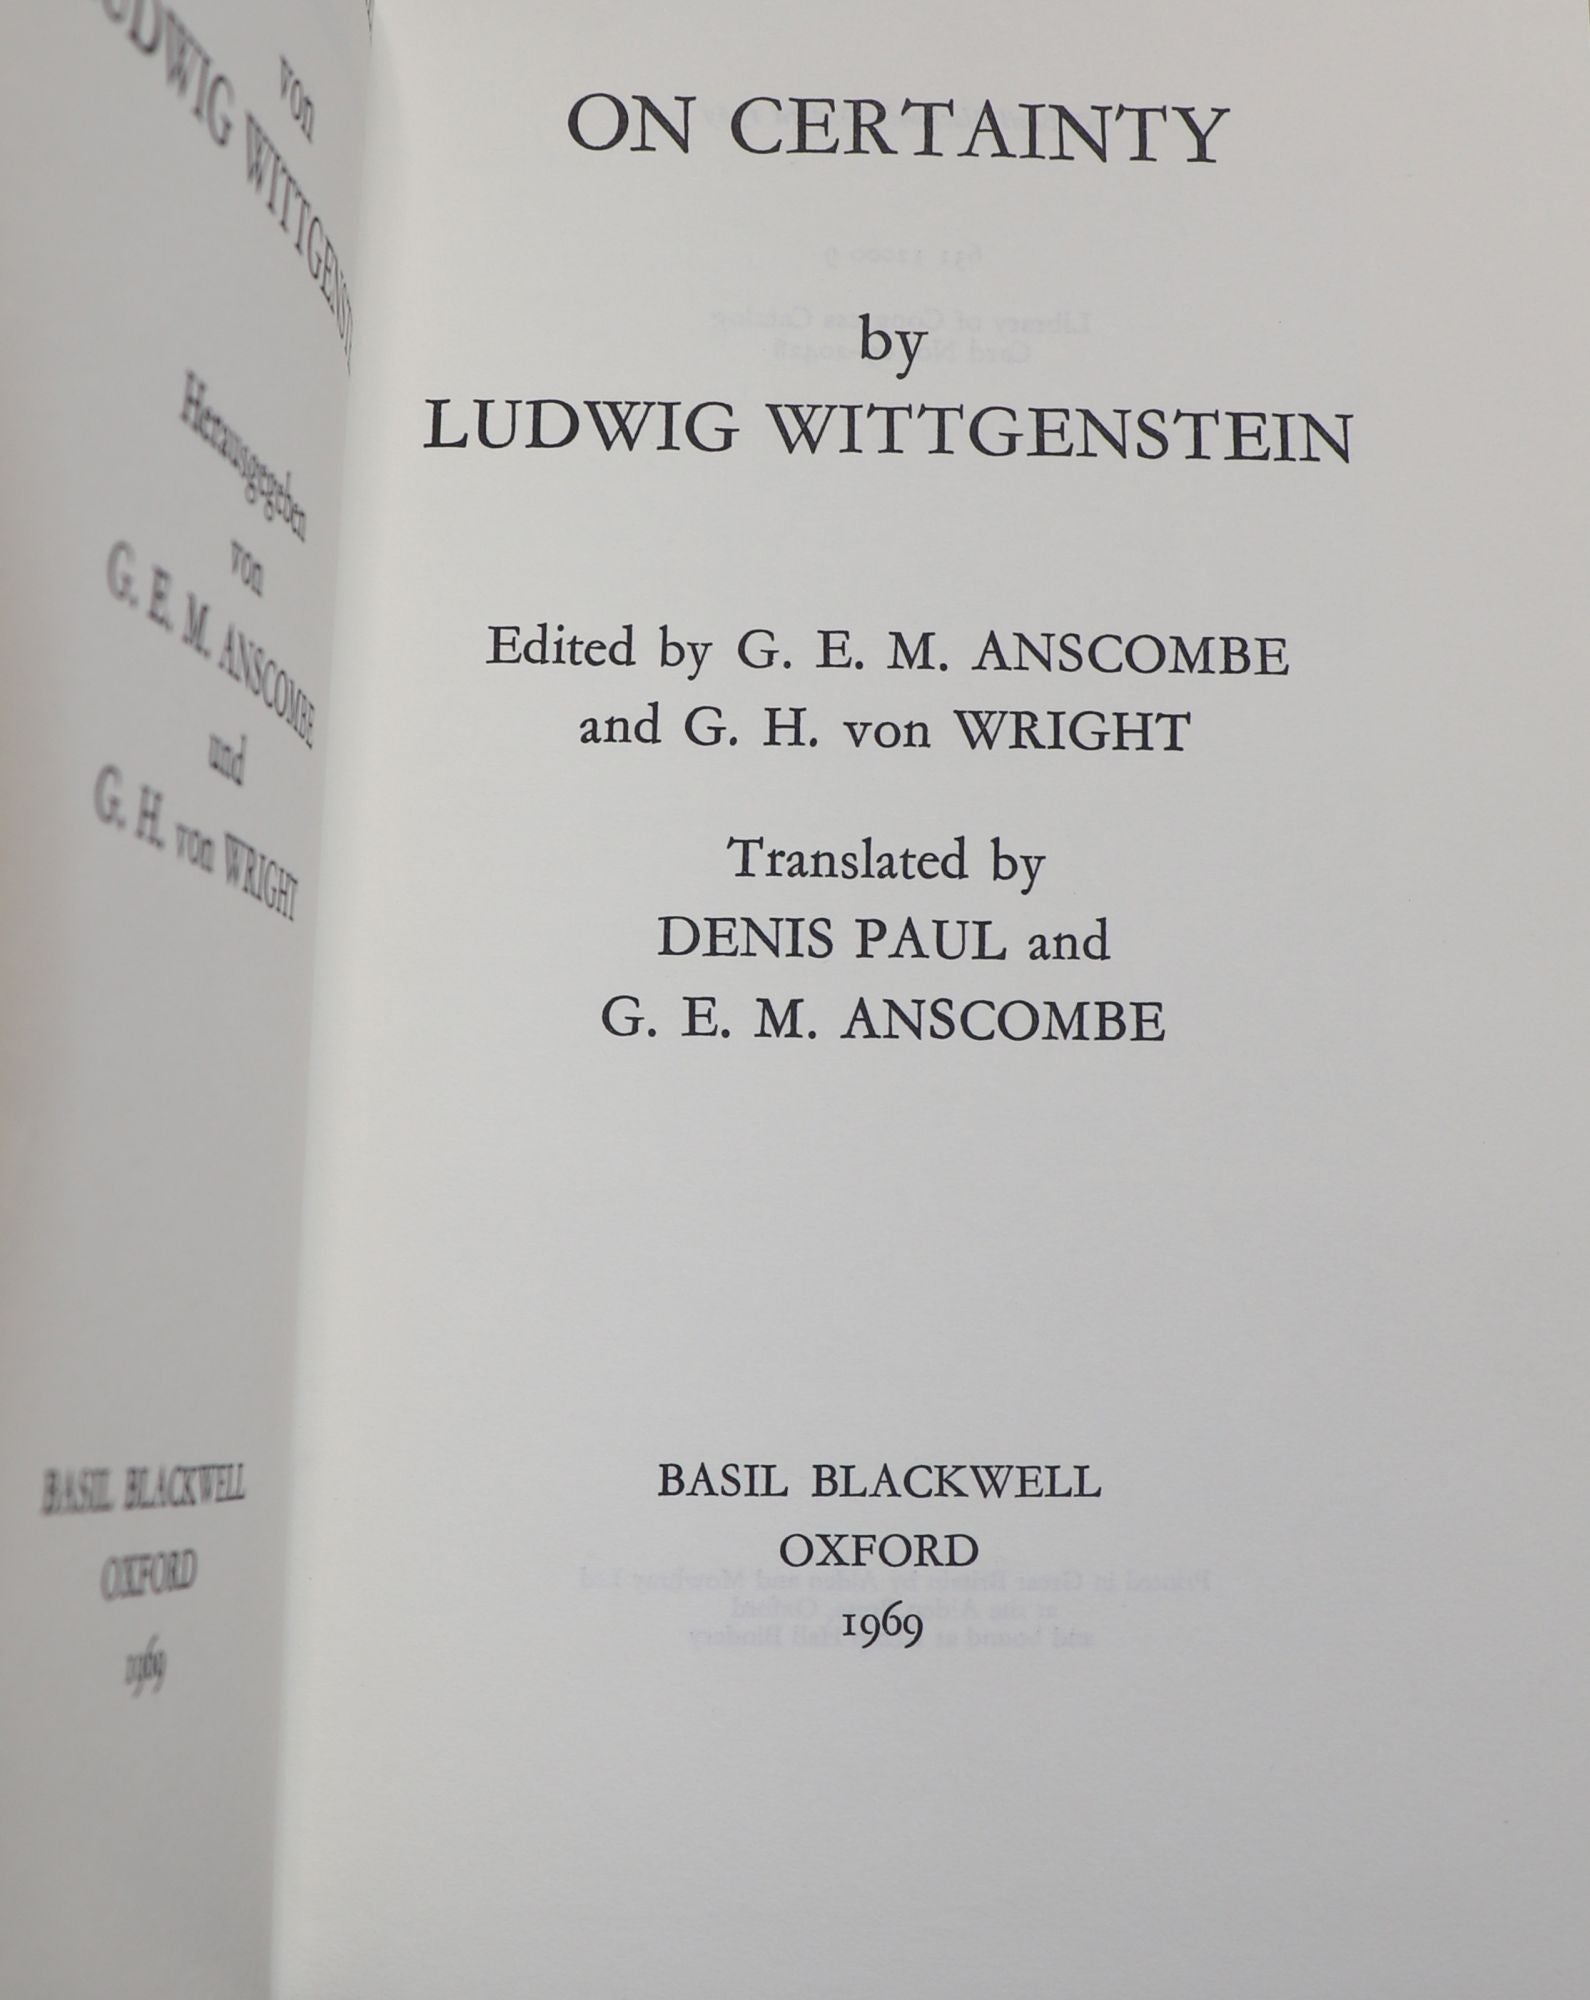 von
LUDWIG WITTGENST
Herausgegeben
von
G. E. M. ANSCOMBE
und
G. H. von WRIGHT
BASIL BLACKWELL
OXFORD
1969
ON CERTAINTY
by
LUDWIG WITTGENSTEIN
Edited by G. E. M. ANSCOMBE
and G. H. von WRIGHT
Translated by
DENIS PAUL and
G. E. M. ANSCOMBE
BASIL BLACKWELL
OXFORD
1969